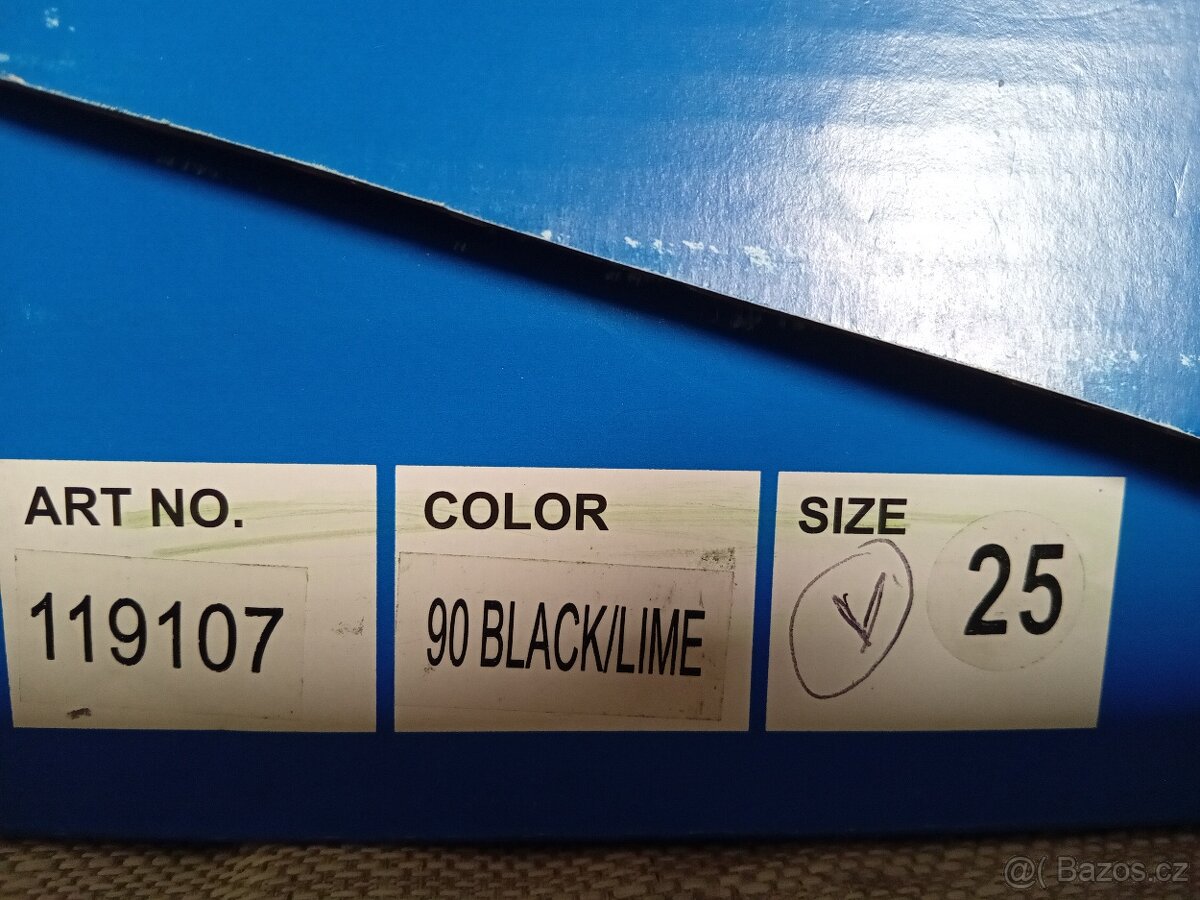 ART NO.
119107
COLOR
90 BLACK/LIME
SIZE
V
25
@( Bazos.cz